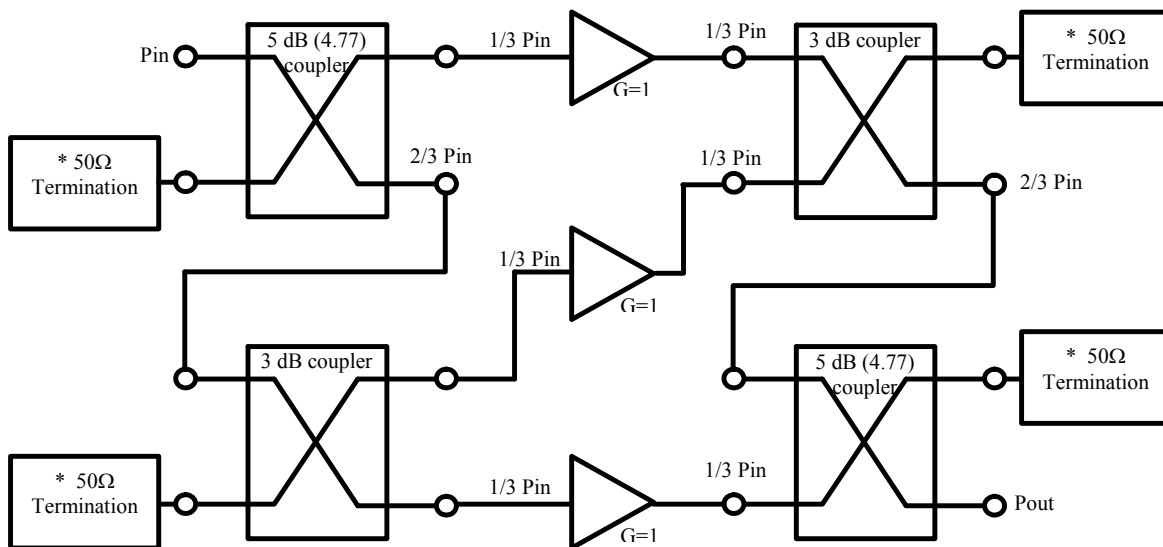 5 dB (4.77)
coupler
1/3 Pin
1/3 Pin
3 dB coupler
* 50Ω
Termination
Pin
G=1
* 50Ω
Termination
2/3 Pin
1/3 Pin
2/3 Pin
1/3 Pin
G=1
3 dB coupler
5 dB (4.77)
coupler
* 50Ω
Termination
* 50Ω
Termination
1/3 Pin
1/3 Pin
Pout
G=1